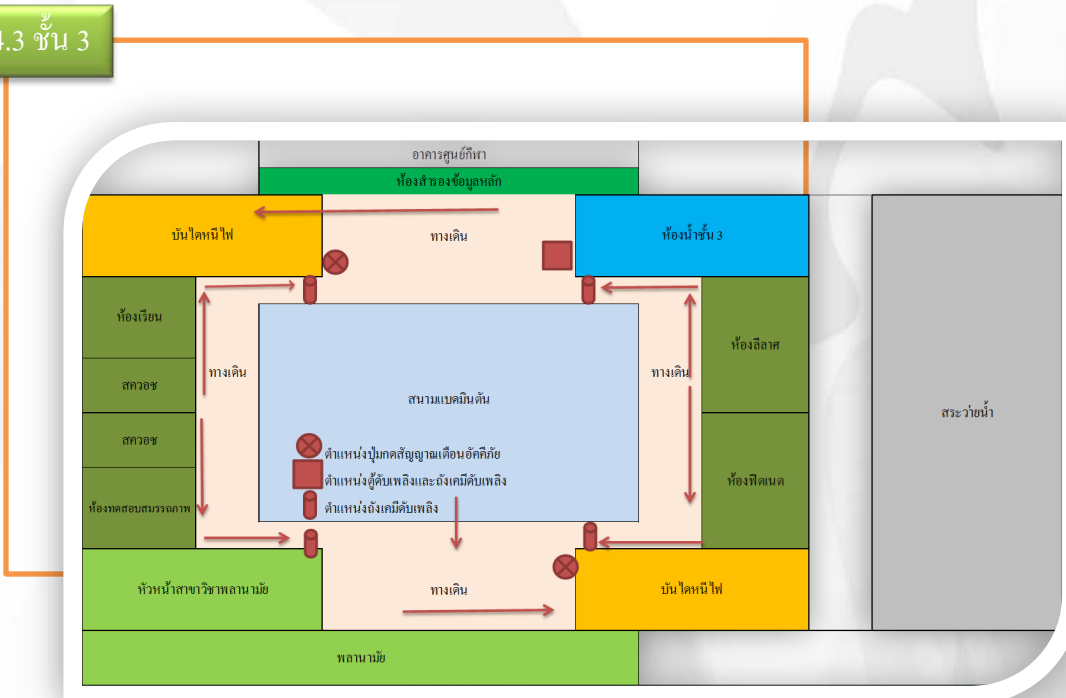 4.3 ชั้น 3
อาคารศูนย์กีฬา
ห้องสำรองข้อมูลหลัก
บันไดหนีไฟ
ทางเดิน
ห้องน้ำชั้น 3
ห้องเรียน
สควอช
สควอช
ห้องทดสอบสมรรถภาพ
ทางเดิน
สนามแบดมินตัน
ตำแหน่งปุ่มกดสัญญาณเตือนอัคคีภัย
ตำแหน่งตู้ดับเพลิงและถังเคมีดับเพลิง
ตำแหน่งถังเคมีดับเพลิง
ทางเดิน
ห้องลีลาศ
ห้องฟิตเนต
สระว่ายน้ำ
หัวหน้าสาขาวิชาพลานามัย
ทางเดิน
บันไดหนีไฟ
พลานามัย